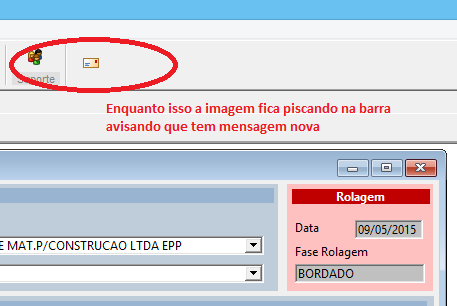 Suporte
Enquanto isso a imagem fica piscando na barra
avisando que tem mensagem nova
Rolagem
Data 09/05/2015
E MAT.P/CONSTRUCAO LTDA EPP
Fase Rolagem
BORDADO